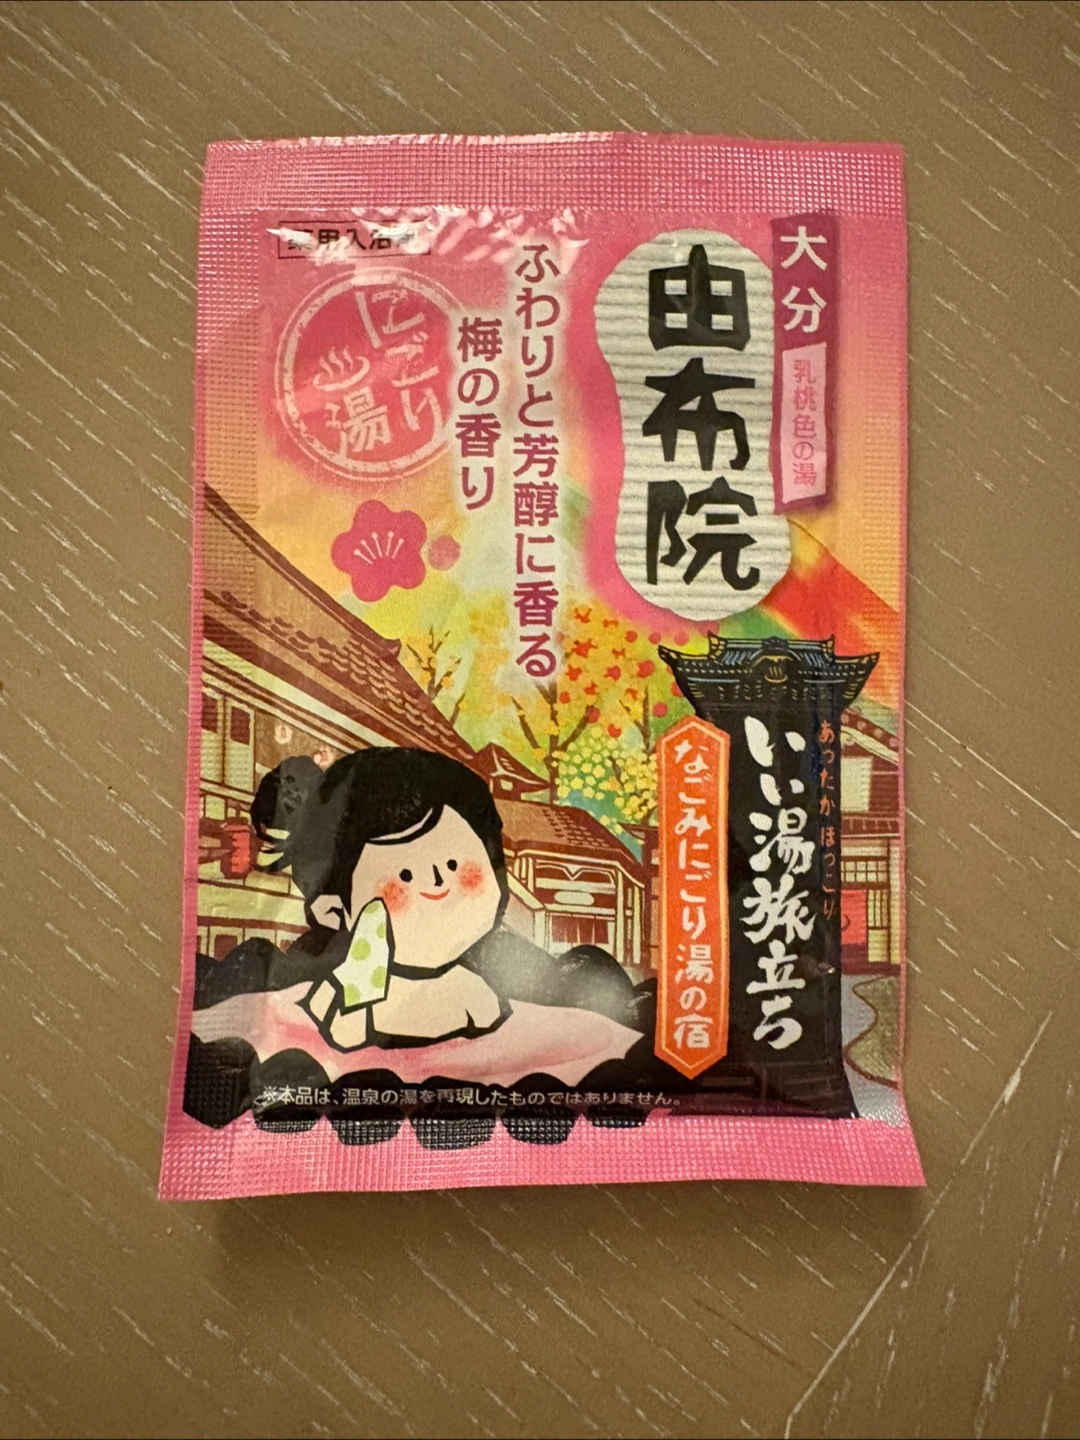 薬用入浴剤
にごり
湯
大分
乳桃色の湯
由布院
ふわりと芳醇に香る
梅の香り
あったかほっこり
いい湯旅立ち
なごみにごり湯の宿
※本品は、温泉の湯を再現したものではありません。